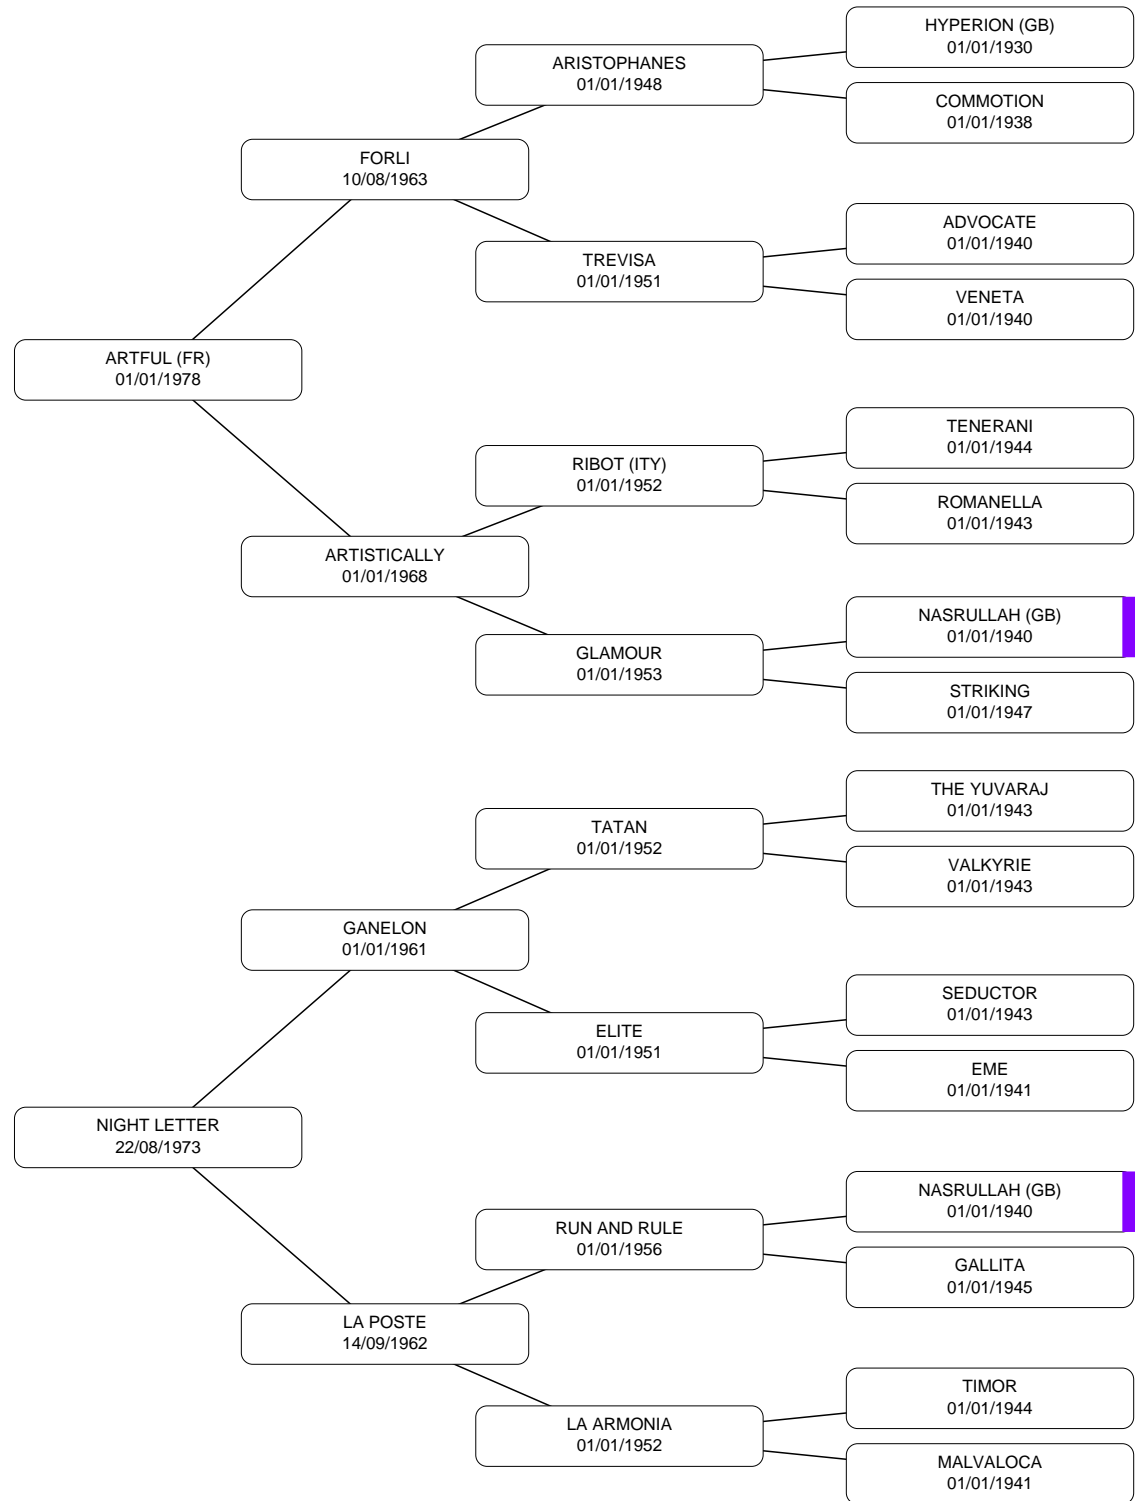 HYPERION (GB)
01/01/1930
ARISTOPHANES
01/01/1948
COMMOTION
01/01/1938
FORLI
10/08/1963
ADVOCATE
01/01/1940
TREVISA
01/01/1951
VENETA
01/01/1940
ARTFUL (FR)
01/01/1978
TENERANI
01/01/1944
RIBOT (ITY)
01/01/1952
ROMANELLA
01/01/1943
ARTISTICALLY
01/01/1968
NASRULLAH (GB)
01/01/1940
GLAMOUR
01/01/1953
STRIKING
01/01/1947
THE YUVARAJ
01/01/1943
TATAN
01/01/1952
VALKYRIE
01/01/1943
GANELON
01/01/1961
SEDUCTOR
01/01/1943
ELITE
01/01/1951
EME
01/01/1941
NIGHT LETTER
22/08/1973
NASRULLAH (GB)
01/01/1940
RUN AND RULE
01/01/1956
GALLITA
01/01/1945
LA POSTE
14/09/1962
TIMOR
01/01/1944
LA ARMONIA
01/01/1952
MALVALOCA
01/01/1941